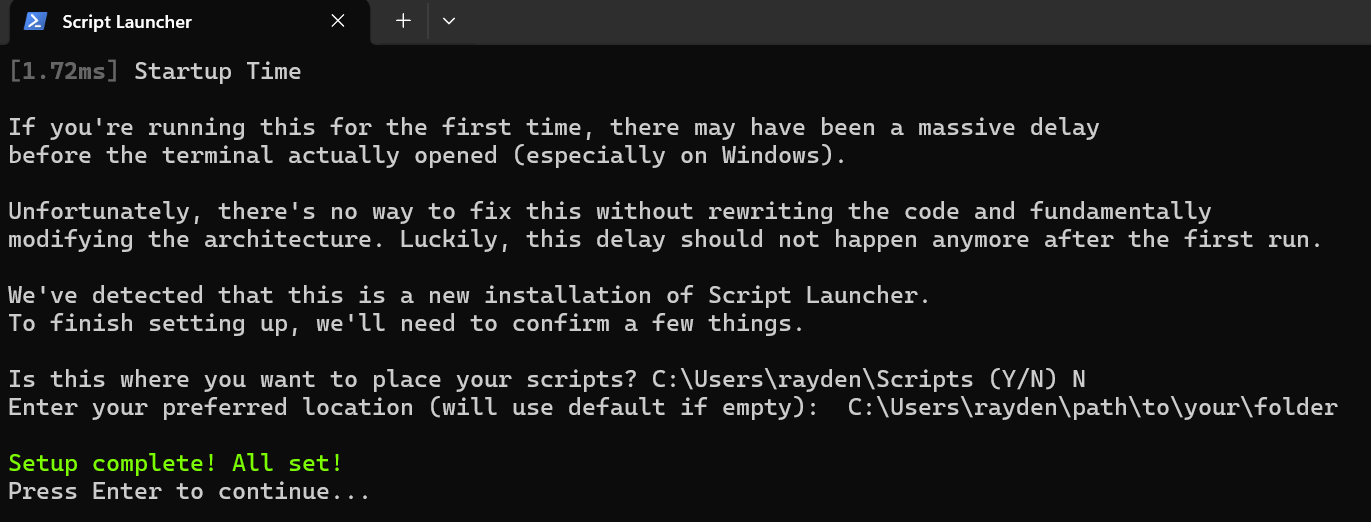 Script Launcher
[1.72ms] Startup Time
If you're running this for the first time, there may have been a massive delay
before the terminal actually opened (especially on Windows).
Unfortunately, there's no way to fix this without rewriting the code and fundamentally
modifying the architecture. Luckily, this delay should not happen anymore after the first run.
We've detected that this is a new installation of Script Launcher.
To finish setting up, we'll need to confirm a few things.
Is this where you want to place your scripts? C:\Users\rayden\Scripts (Y/N) N
Enter your preferred location (will use default if empty):  C:\Users\rayden\path\to\your\folder
Setup complete! All set!
Press Enter to continue...